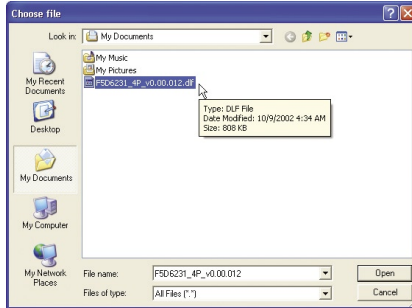 Choose file
Look in: My Documents
My Recent
Documents
Desktop
My Documents
My Computer
My Network
Places
My Music
My Pictures
F5D6231_4P_v0.00.012.dlf
Type: DLF File
Date Modified: 10/9/2002 4:34 AM
Size: 808 KB
File name: F5D6231_4P_v0.00.012 Open
Files of type: All Files (*.*) Cancel